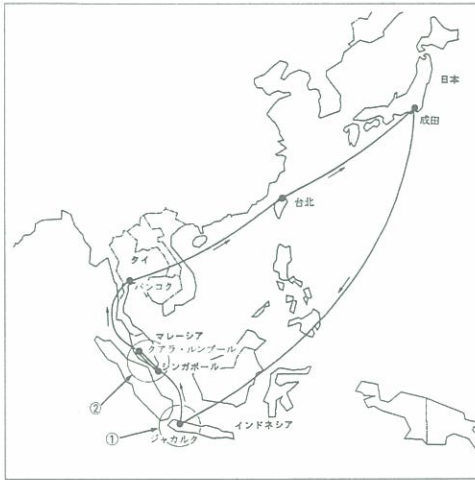 日本
成田
台北
タイ
バンコク
マレーシア
クアラ・ルンプール
シンガポール
②
インドネシア
①
ジャカルタ